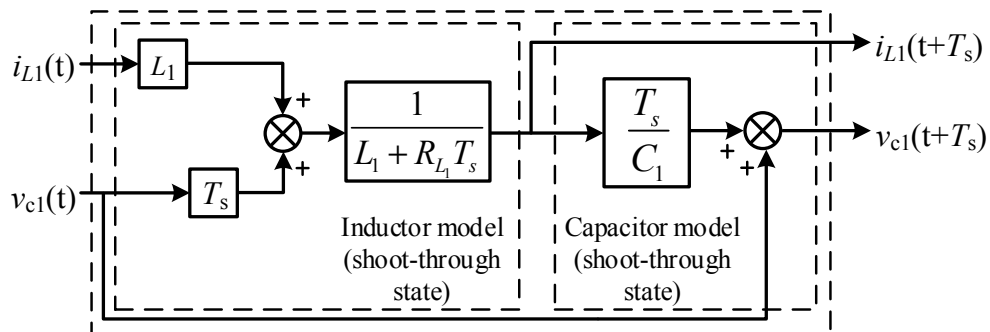 i_{L1}(t)
L_1
+
+
1
L_1 + R_{L_1} T_s
T_s
C_1
+
+
i_{L1}(t+T_s)
v_{c1}(t+T_s)
v_{c1}(t)
T_s
Inductor model
(shoot-through
state)
Capacitor model
(shoot-through
state)